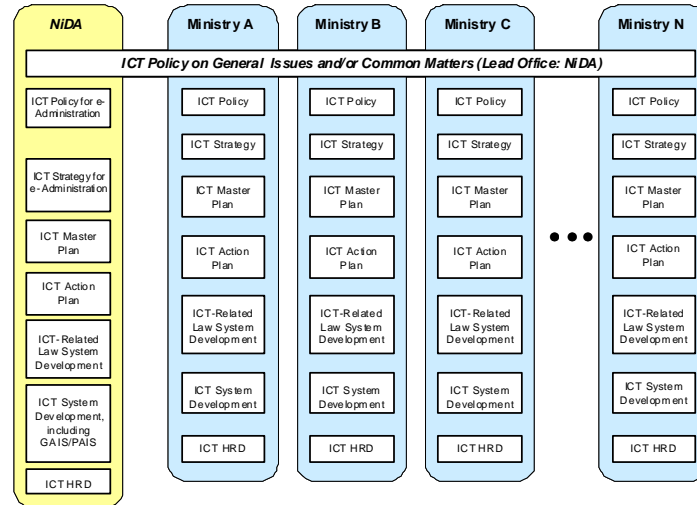 NiDA
Ministry A
Ministry B
Ministry C
Ministry N
ICT Policy on General Issues and/or Common Matters (Lead Office: NiDA)
ICT Policy for e-
Administration
ICT Strategy for
e- Administration
ICT Master
Plan
ICT Action
Plan
ICT-Related
Law System
Development
ICT System
Development,
including
GAIS/PAIS
ICT HRD
ICT Policy
ICT Strategy
ICT Master
Plan
ICT Action
Plan
ICT-Related
Law System
Development
ICT System
Development
ICT HRD
ICT Policy
ICT Strategy
ICT Master
Plan
ICT Action
Plan
ICT-Related
Law System
Development
ICT System
Development
ICT HRD
ICT Policy
ICT Strategy
ICT Master
Plan
ICT Action
Plan
ICT-Related
Law System
Development
ICT System
Development
ICT HRD
ICT Policy
ICT Strategy
ICT Master
Plan
ICT Action
Plan
ICT-Related
Law System
Development
ICT System
Development
ICT HRD